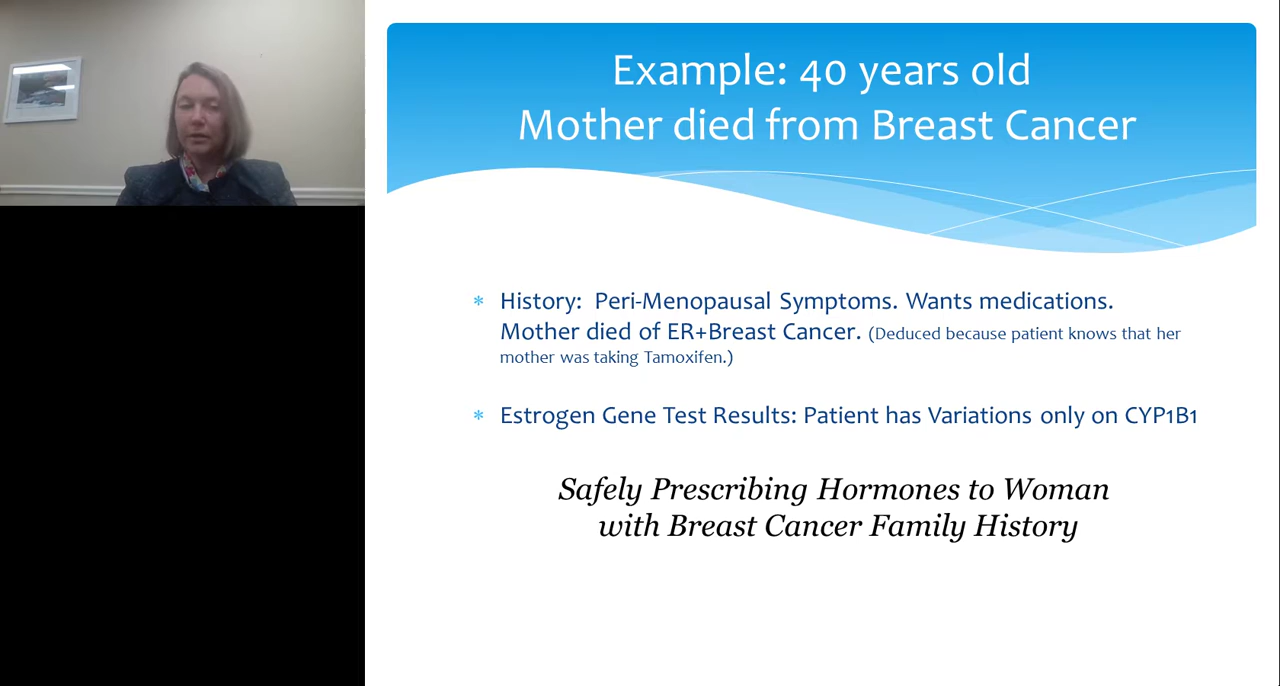 Example: 40 years old
Mother died from Breast Cancer
* History:  Peri-Menopausal Symptoms. Wants medications.
Mother died of ER+Breast Cancer. (Deduced because patient knows that her
mother was taking Tamoxifen.)
* Estrogen Gene Test Results: Patient has Variations only on CYP1B1
Safely Prescribing Hormones to Woman
with Breast Cancer Family History